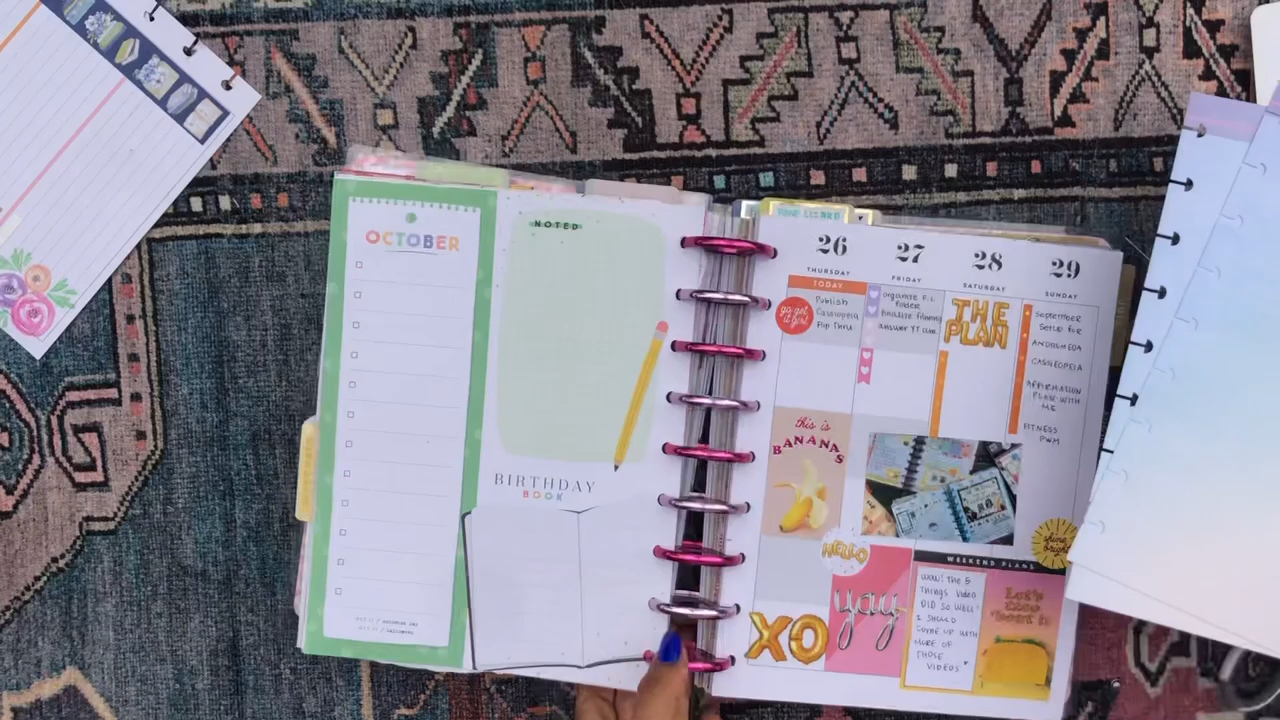 OCTOBER
NOTED
BIRTHDAY
BOOK
26
THURSDAY
TODAY
go get
it girl
Publish
Cassiopeia
Flip Thru
this is
BANANAS
HELLO
XO
27
FRIDAY
organize F.I.
folder
finalize filming
answer YT com.
yay
28
SATURDAY
THE
PLAN
29
SUNDAY
September
Setup for
ANDROMEDA
CASSIOPEIA
AFFIRMATION
PLAN WITH
ME
FITNESS
PWM
shine
bright
WEEKEND PLANS
WOW! The 5
Things Video
DID SO WELL!
I SHOULD
COME UP WITH
MORE OF
THOSE
VIDEOS
Let's